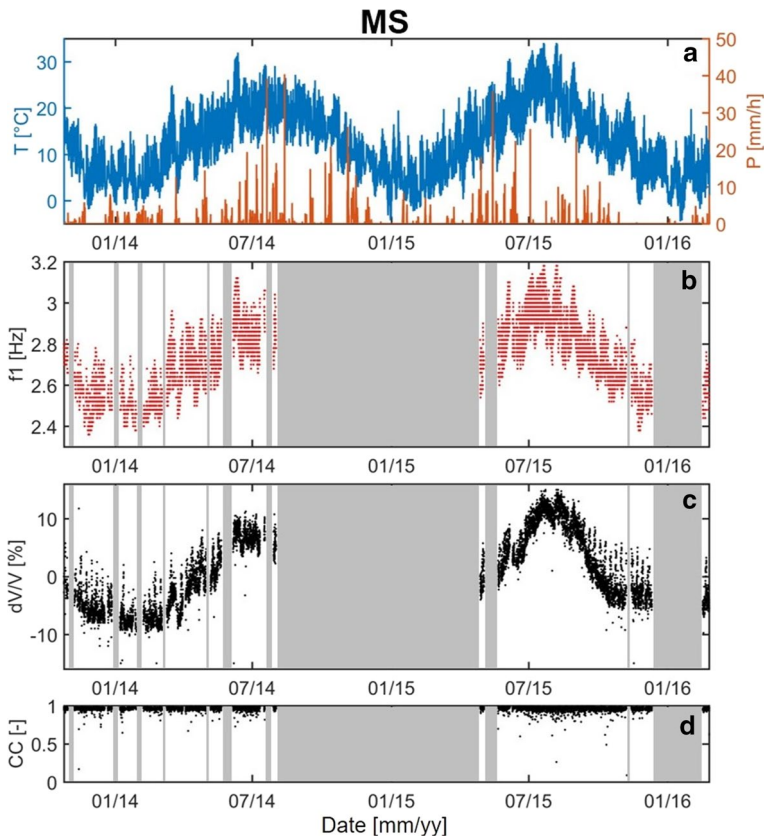 MS
a
T [°C]
30
20
10
0
50
40
30
20
10
0
P [mm/h]
01/14 07/14 01/15 07/15 01/16
b
f1 [Hz]
3.2
3
2.8
2.6
2.4
01/14 07/14 01/15 07/15 01/16
c
dV/V [%]
10
0
-10
01/14 07/14 01/15 07/15 01/16
d
CC [-]
1
0.5
0
01/14 07/14 01/15 07/15 01/16
Date [mm/yy]